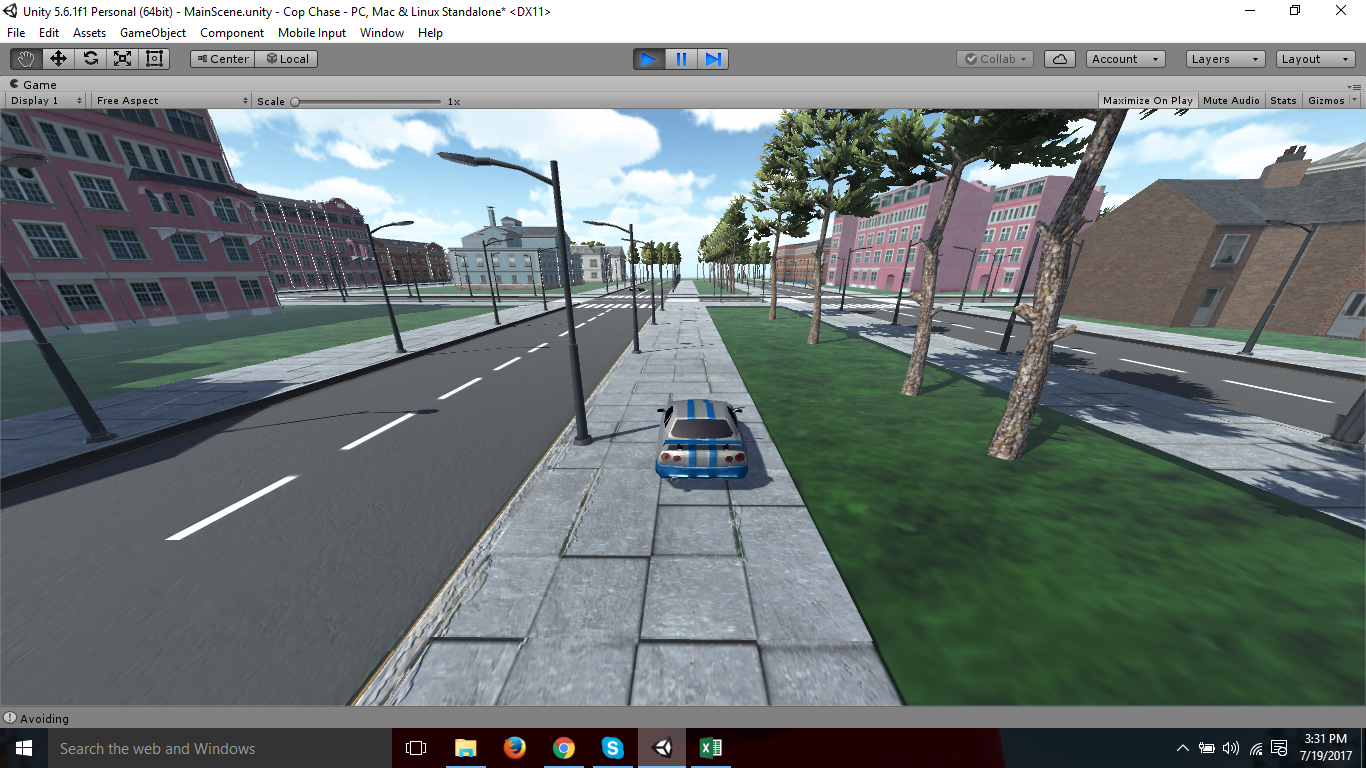 Unity 5.6.1f1 Personal (64bit) - MainScene.unity - Cop Chase - PC, Mac & Linux Standalone* <DX11>
File Edit Assets GameObject Component Mobile Input Window Help
Center Local Collab Account Layers Layout
Game
Display 1 Free Aspect Scale 1x Maximize On Play Mute Audio Stats Gizmos
Avoiding
Search the web and Windows
3:31 PM
7/19/2017